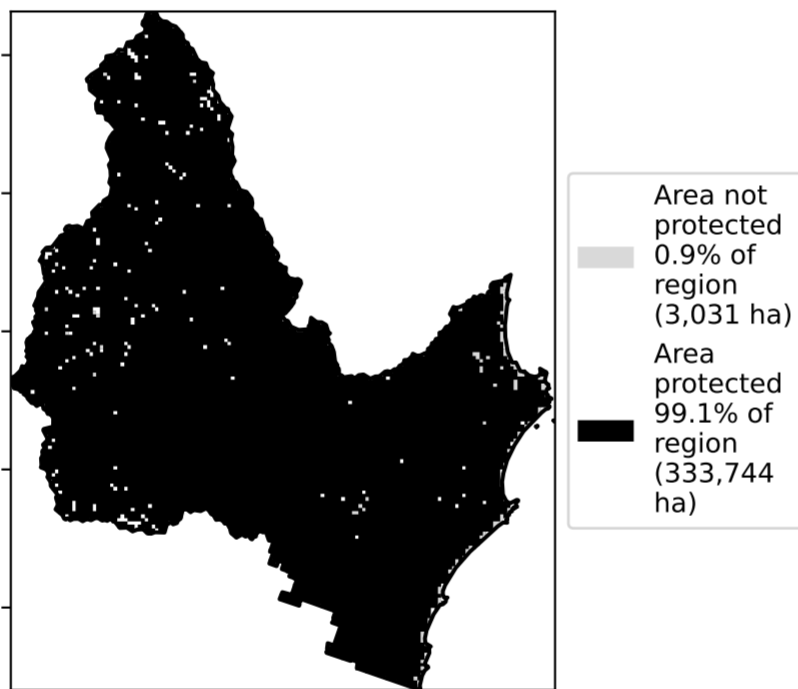 Area not
protected
0.9% of
region
(3,031 ha)
Area
protected
99.1% of
region
(333,744
ha)